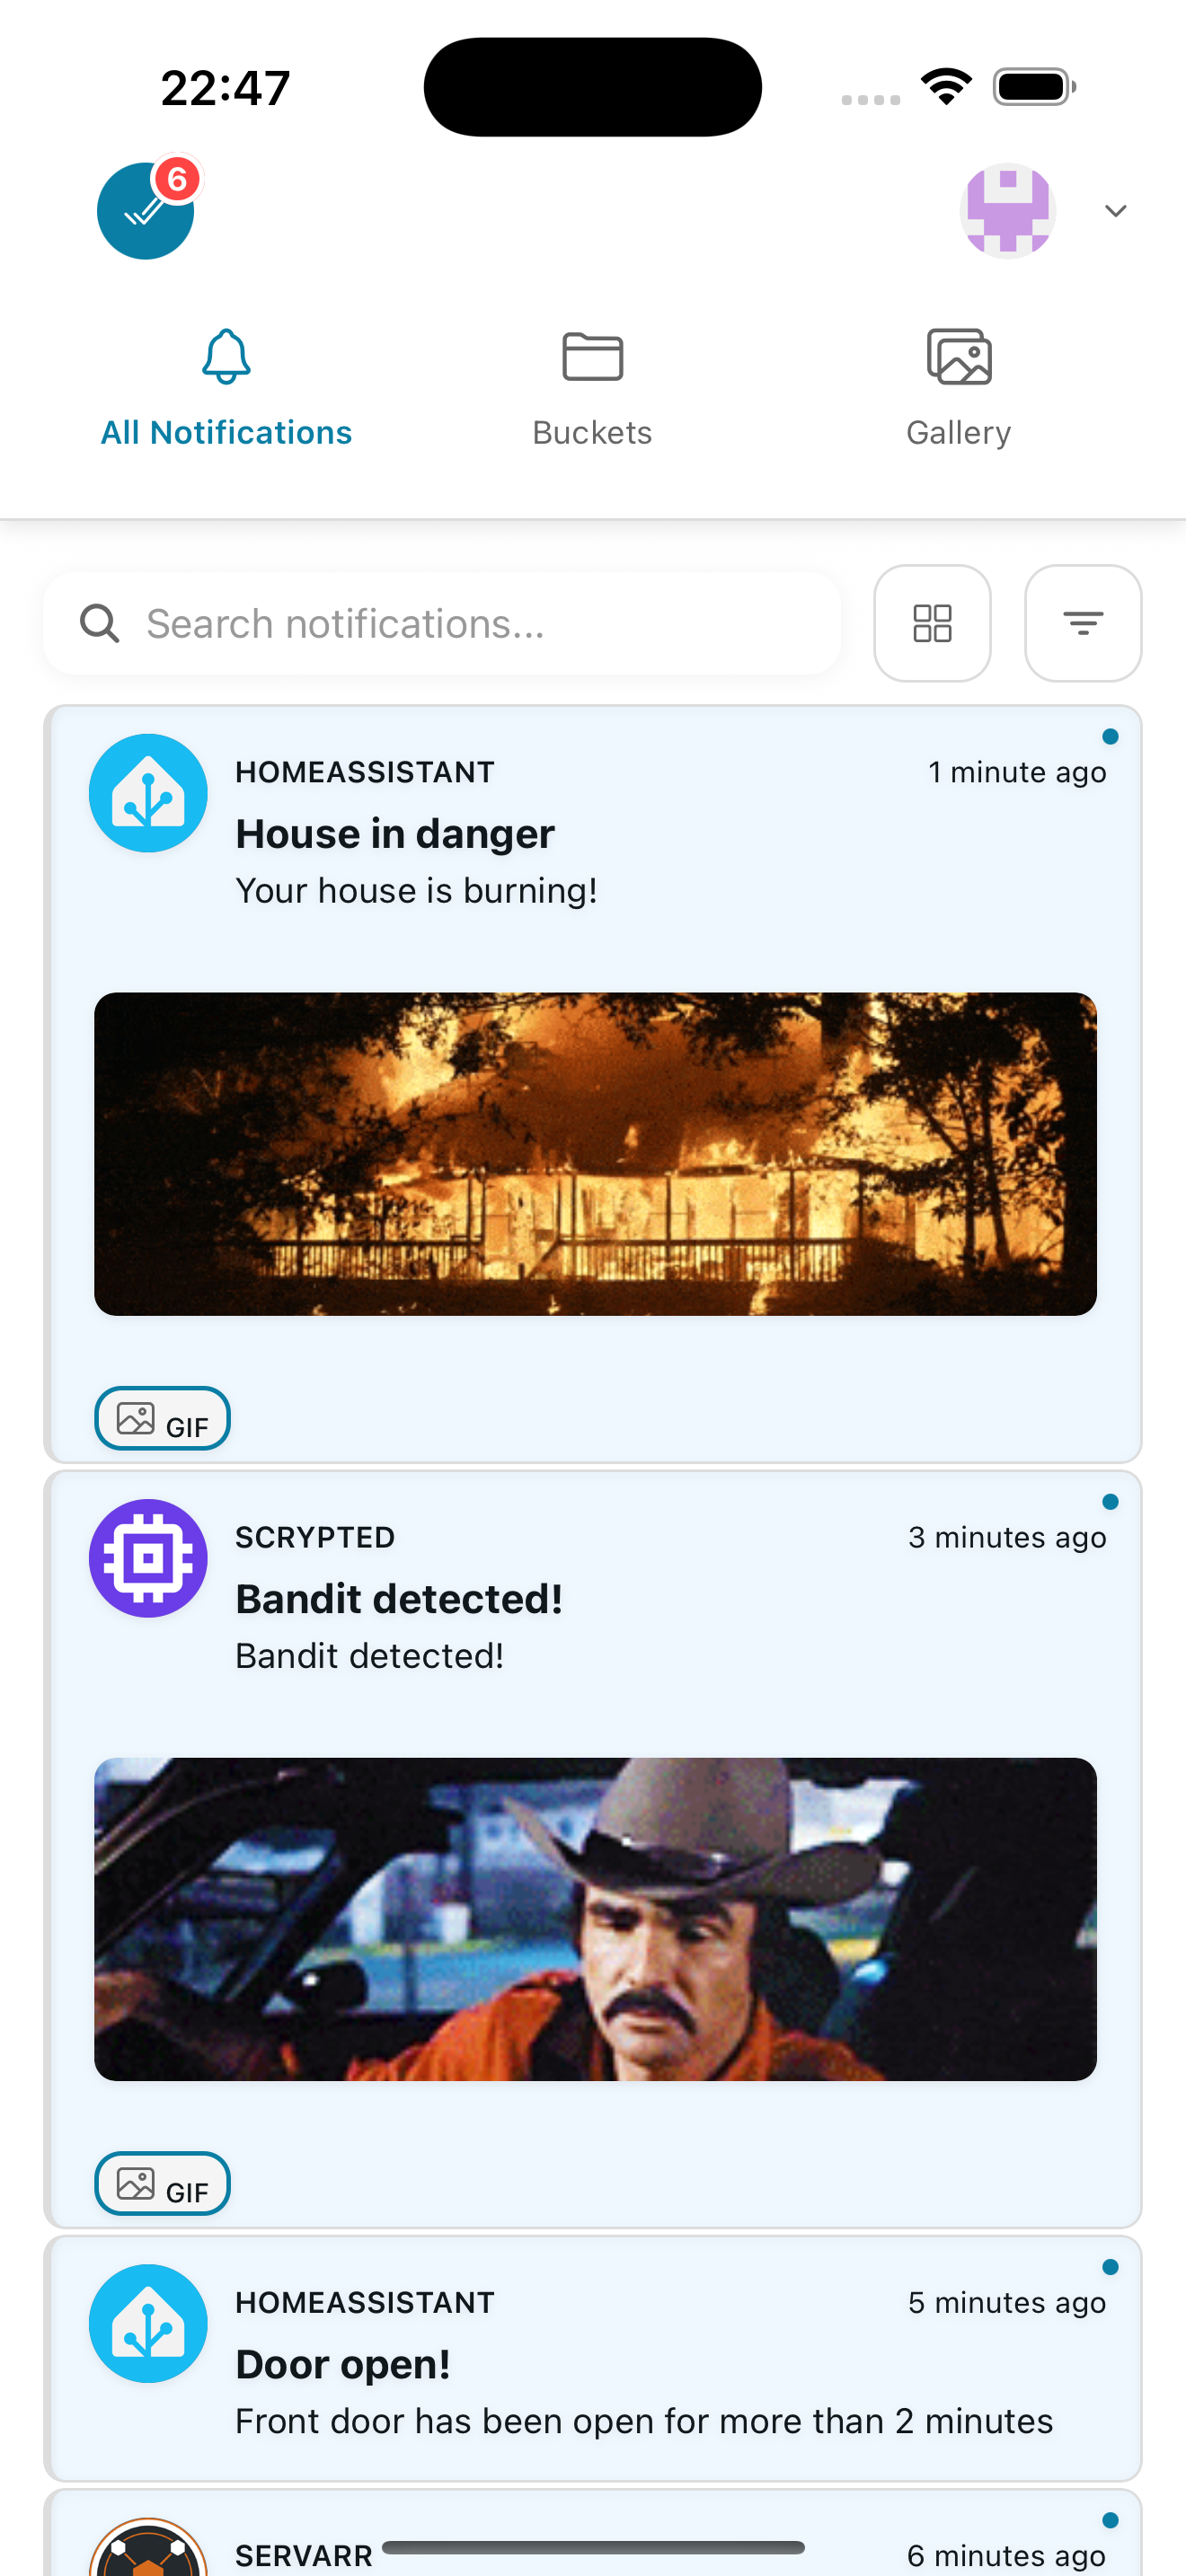 22:47
6
All Notifications
Buckets
Gallery
Search notifications...
HOMEASSISTANT
1 minute ago
House in danger
Your house is burning!
GIF
SCRYPTED
3 minutes ago
Bandit detected!
Bandit detected!
GIF
HOMEASSISTANT
5 minutes ago
Door open!
Front door has been open for more than 2 minutes
SERVARR
6 minutes ago